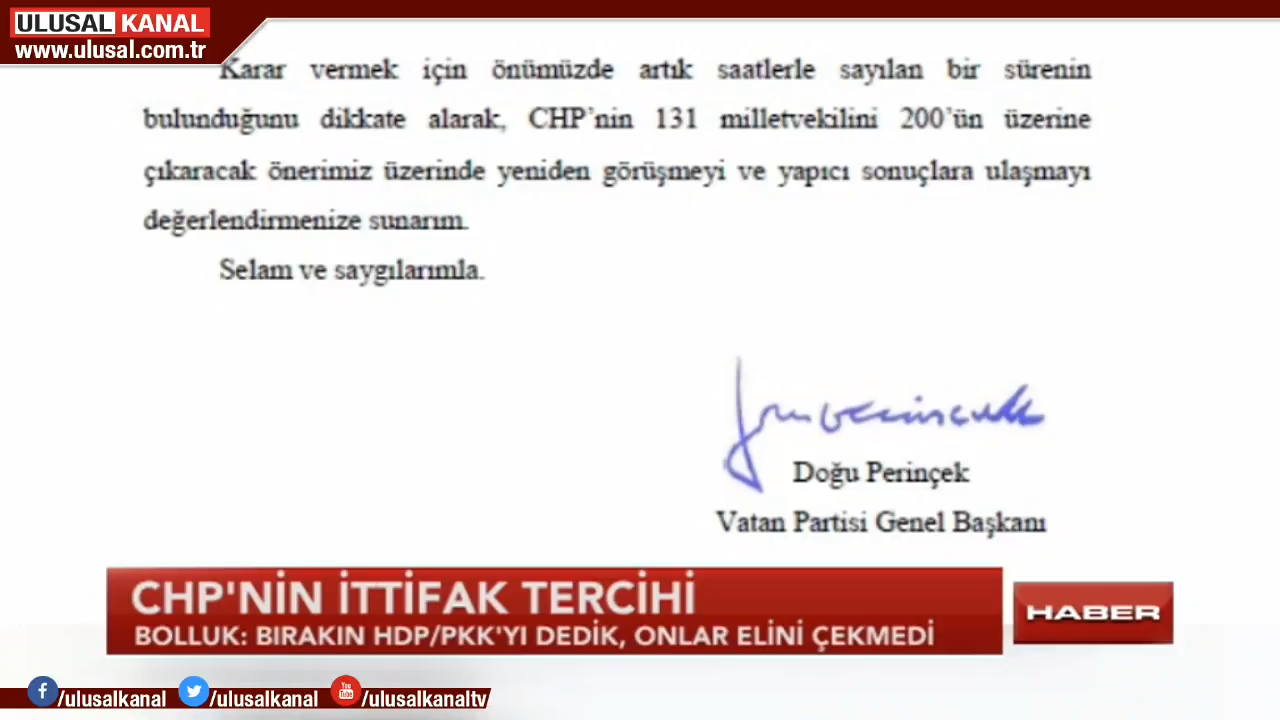 ULUSAL KANAL
www.ulusal.com.tr
Karar vermek için önümüzde artık saatlerle sayılan bir sürenin
bulunduğunu dikkate alarak, CHP'nin 131 milletvekilini 200'ün üzerine
çıkaracak önerimiz üzerinde yeniden görüşmeyi ve yapıcı sonuçlara ulaşmayı
değerlendirmenize sunarım.
Selam ve saygılarımla.
Doğu Perinçek
Vatan Partisi Genel Başkanı
CHP'NİN İTTİFAK TERCİHİ
BOLLUK: BIRAKIN HDP/PKK'YI DEDİK, ONLAR ELİNİ ÇEKMEDİ
HABER
/ulusalkanal /ulusalkanal You Tube /ulusalkanaltv